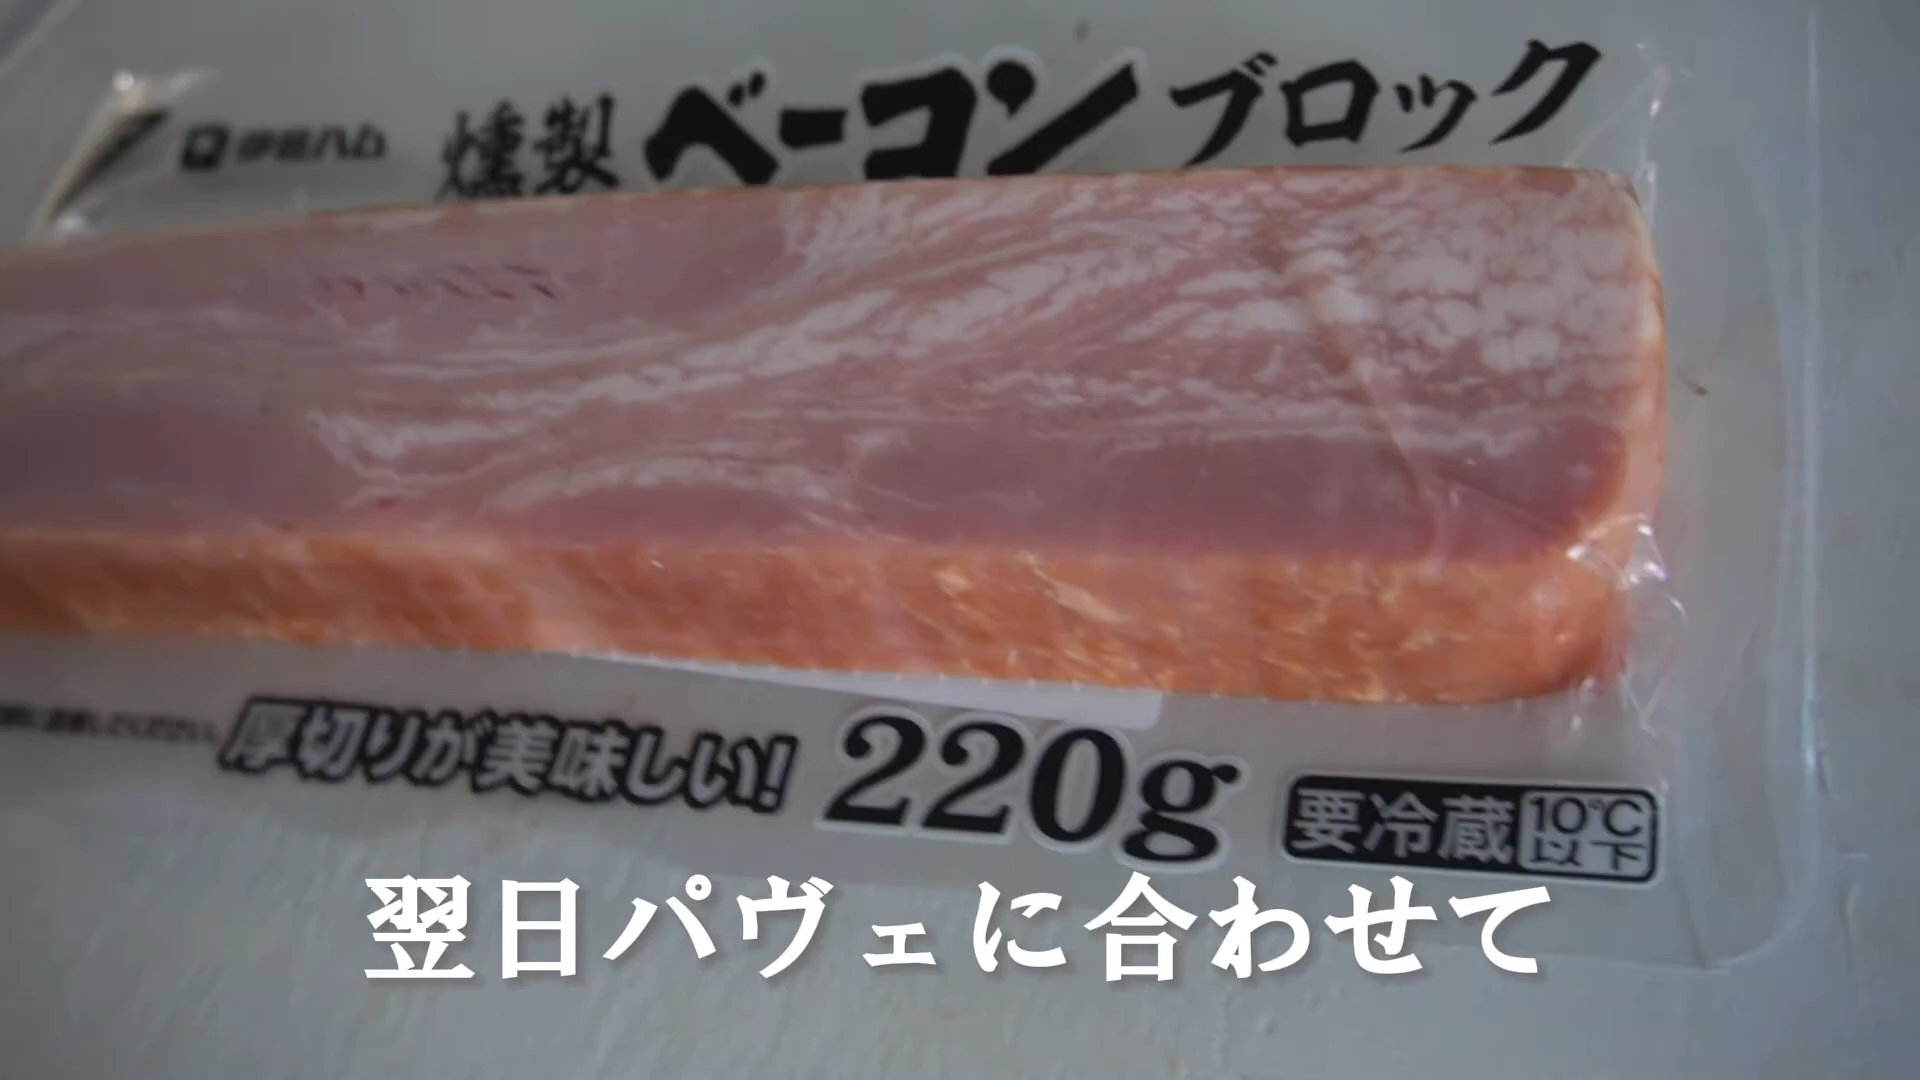 伊藤ハム
燻製ベーコンブロック
厚切りが美味しい! 220g 要冷蔵 10℃以下
翌日パヴェに合わせて